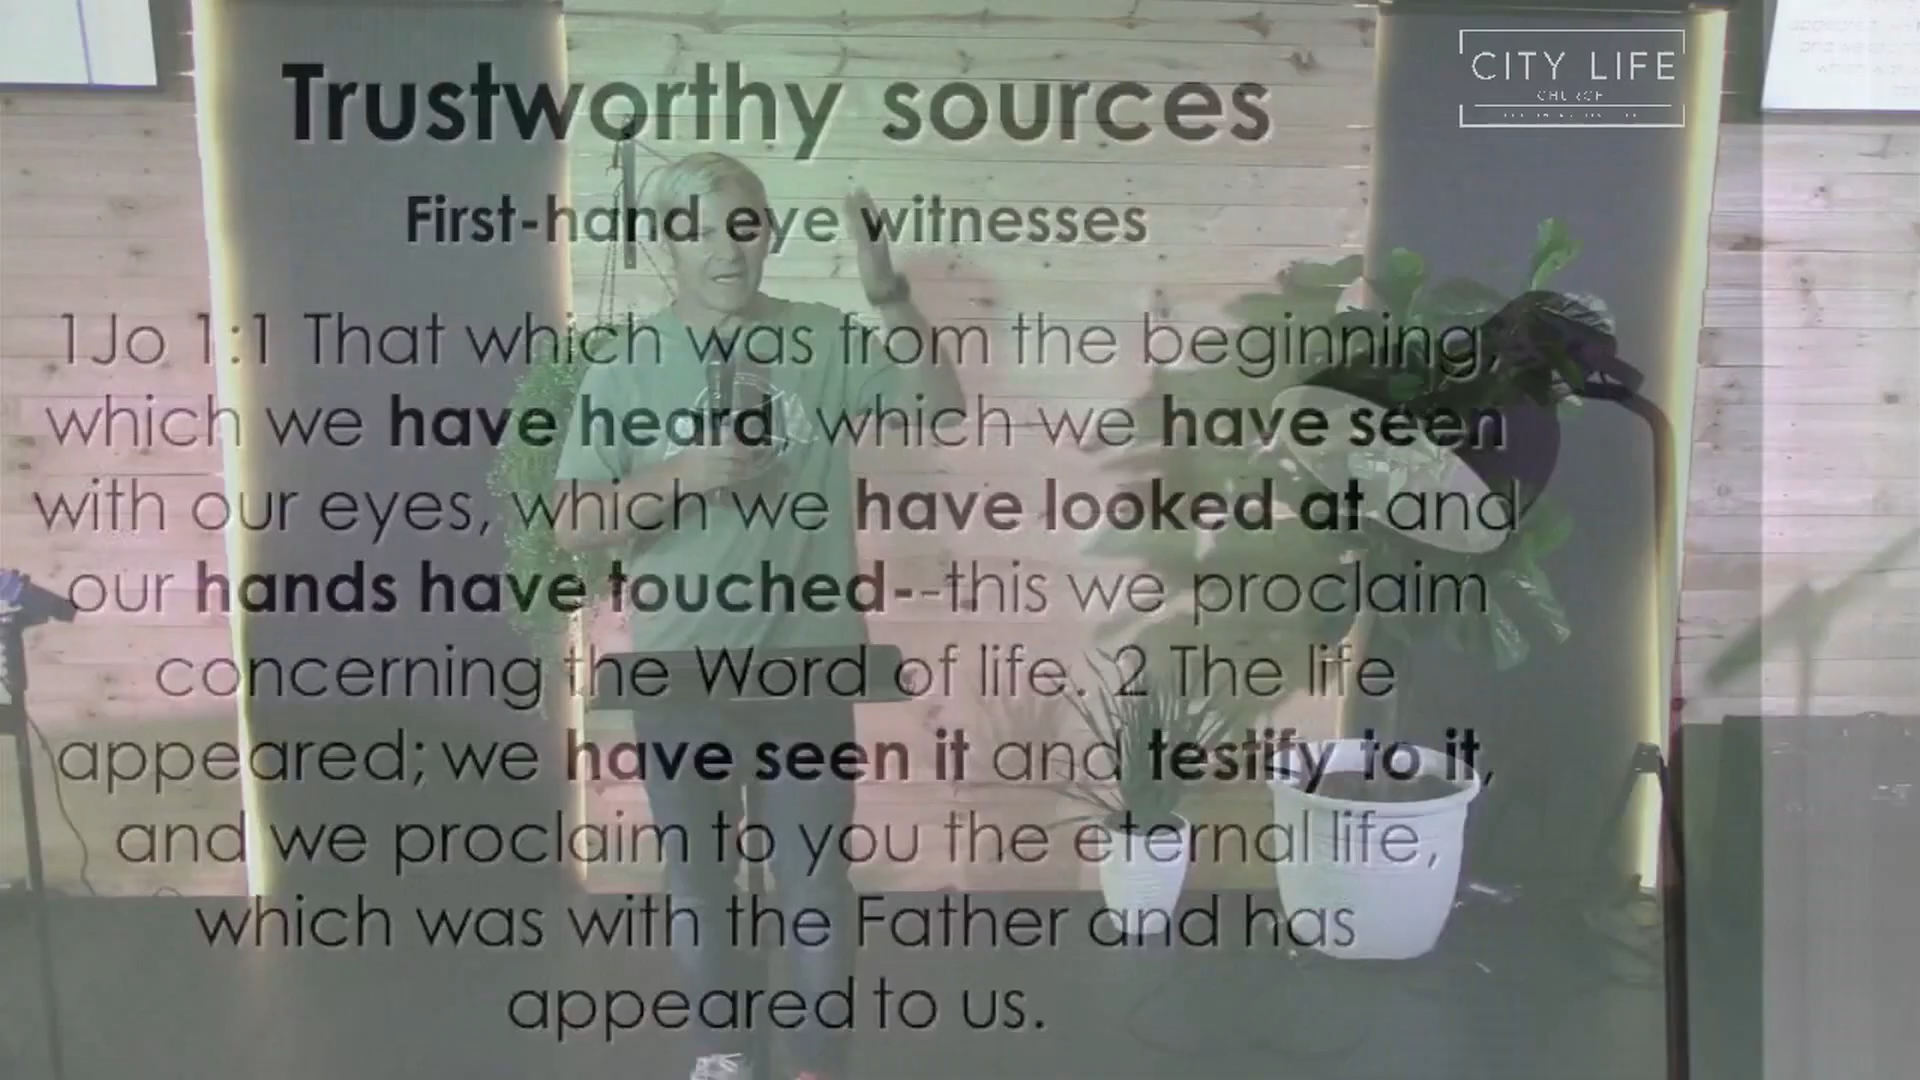 Trustworthy sources
CITY LIFE
CHURCH
First-hand eye witnesses
1Jo 1:1 That which was from the beginning,
which we have heard, which we have seen
with our eyes, which we have looked at and
our hands have touched--this we proclaim
concerning the Word of life. 2 The life
appeared; we have seen it and testify to it,
and we proclaim to you the eternal life,
which was with the Father and has
appeared to us.